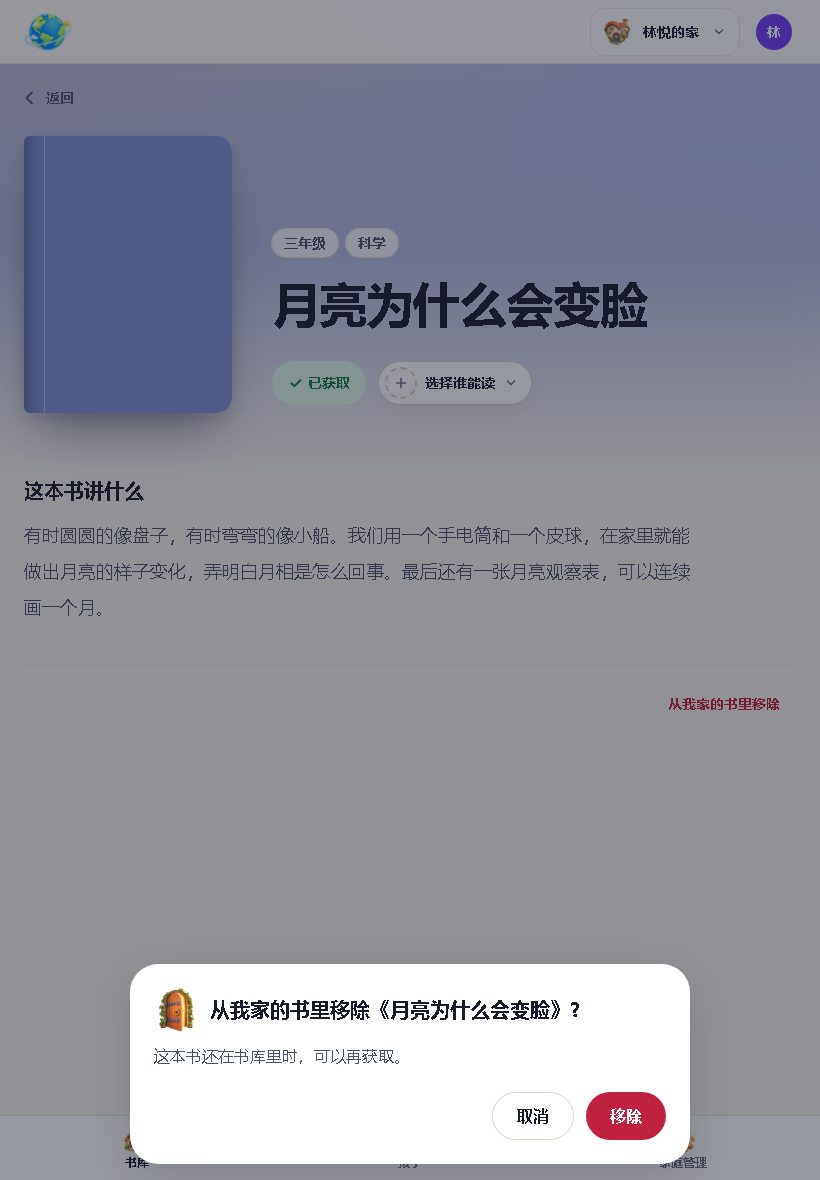 林悦的家
林
返回
三年级
科学
月亮为什么会变脸
已获取
选择谁能读
这本书讲什么
有时圆圆的像盘子，有时弯弯的像小船。我们用一个手电筒和一个皮球，在家里就能
做出月亮的样子变化，弄明白月相是怎么回事。最后还有一张月亮观察表，可以连续
画一个月。
从我家的书里移除
从我家的书里移除《月亮为什么会变脸》？
这本书还在书库里时，可以再获取。
取消
移除
书库
家庭管理